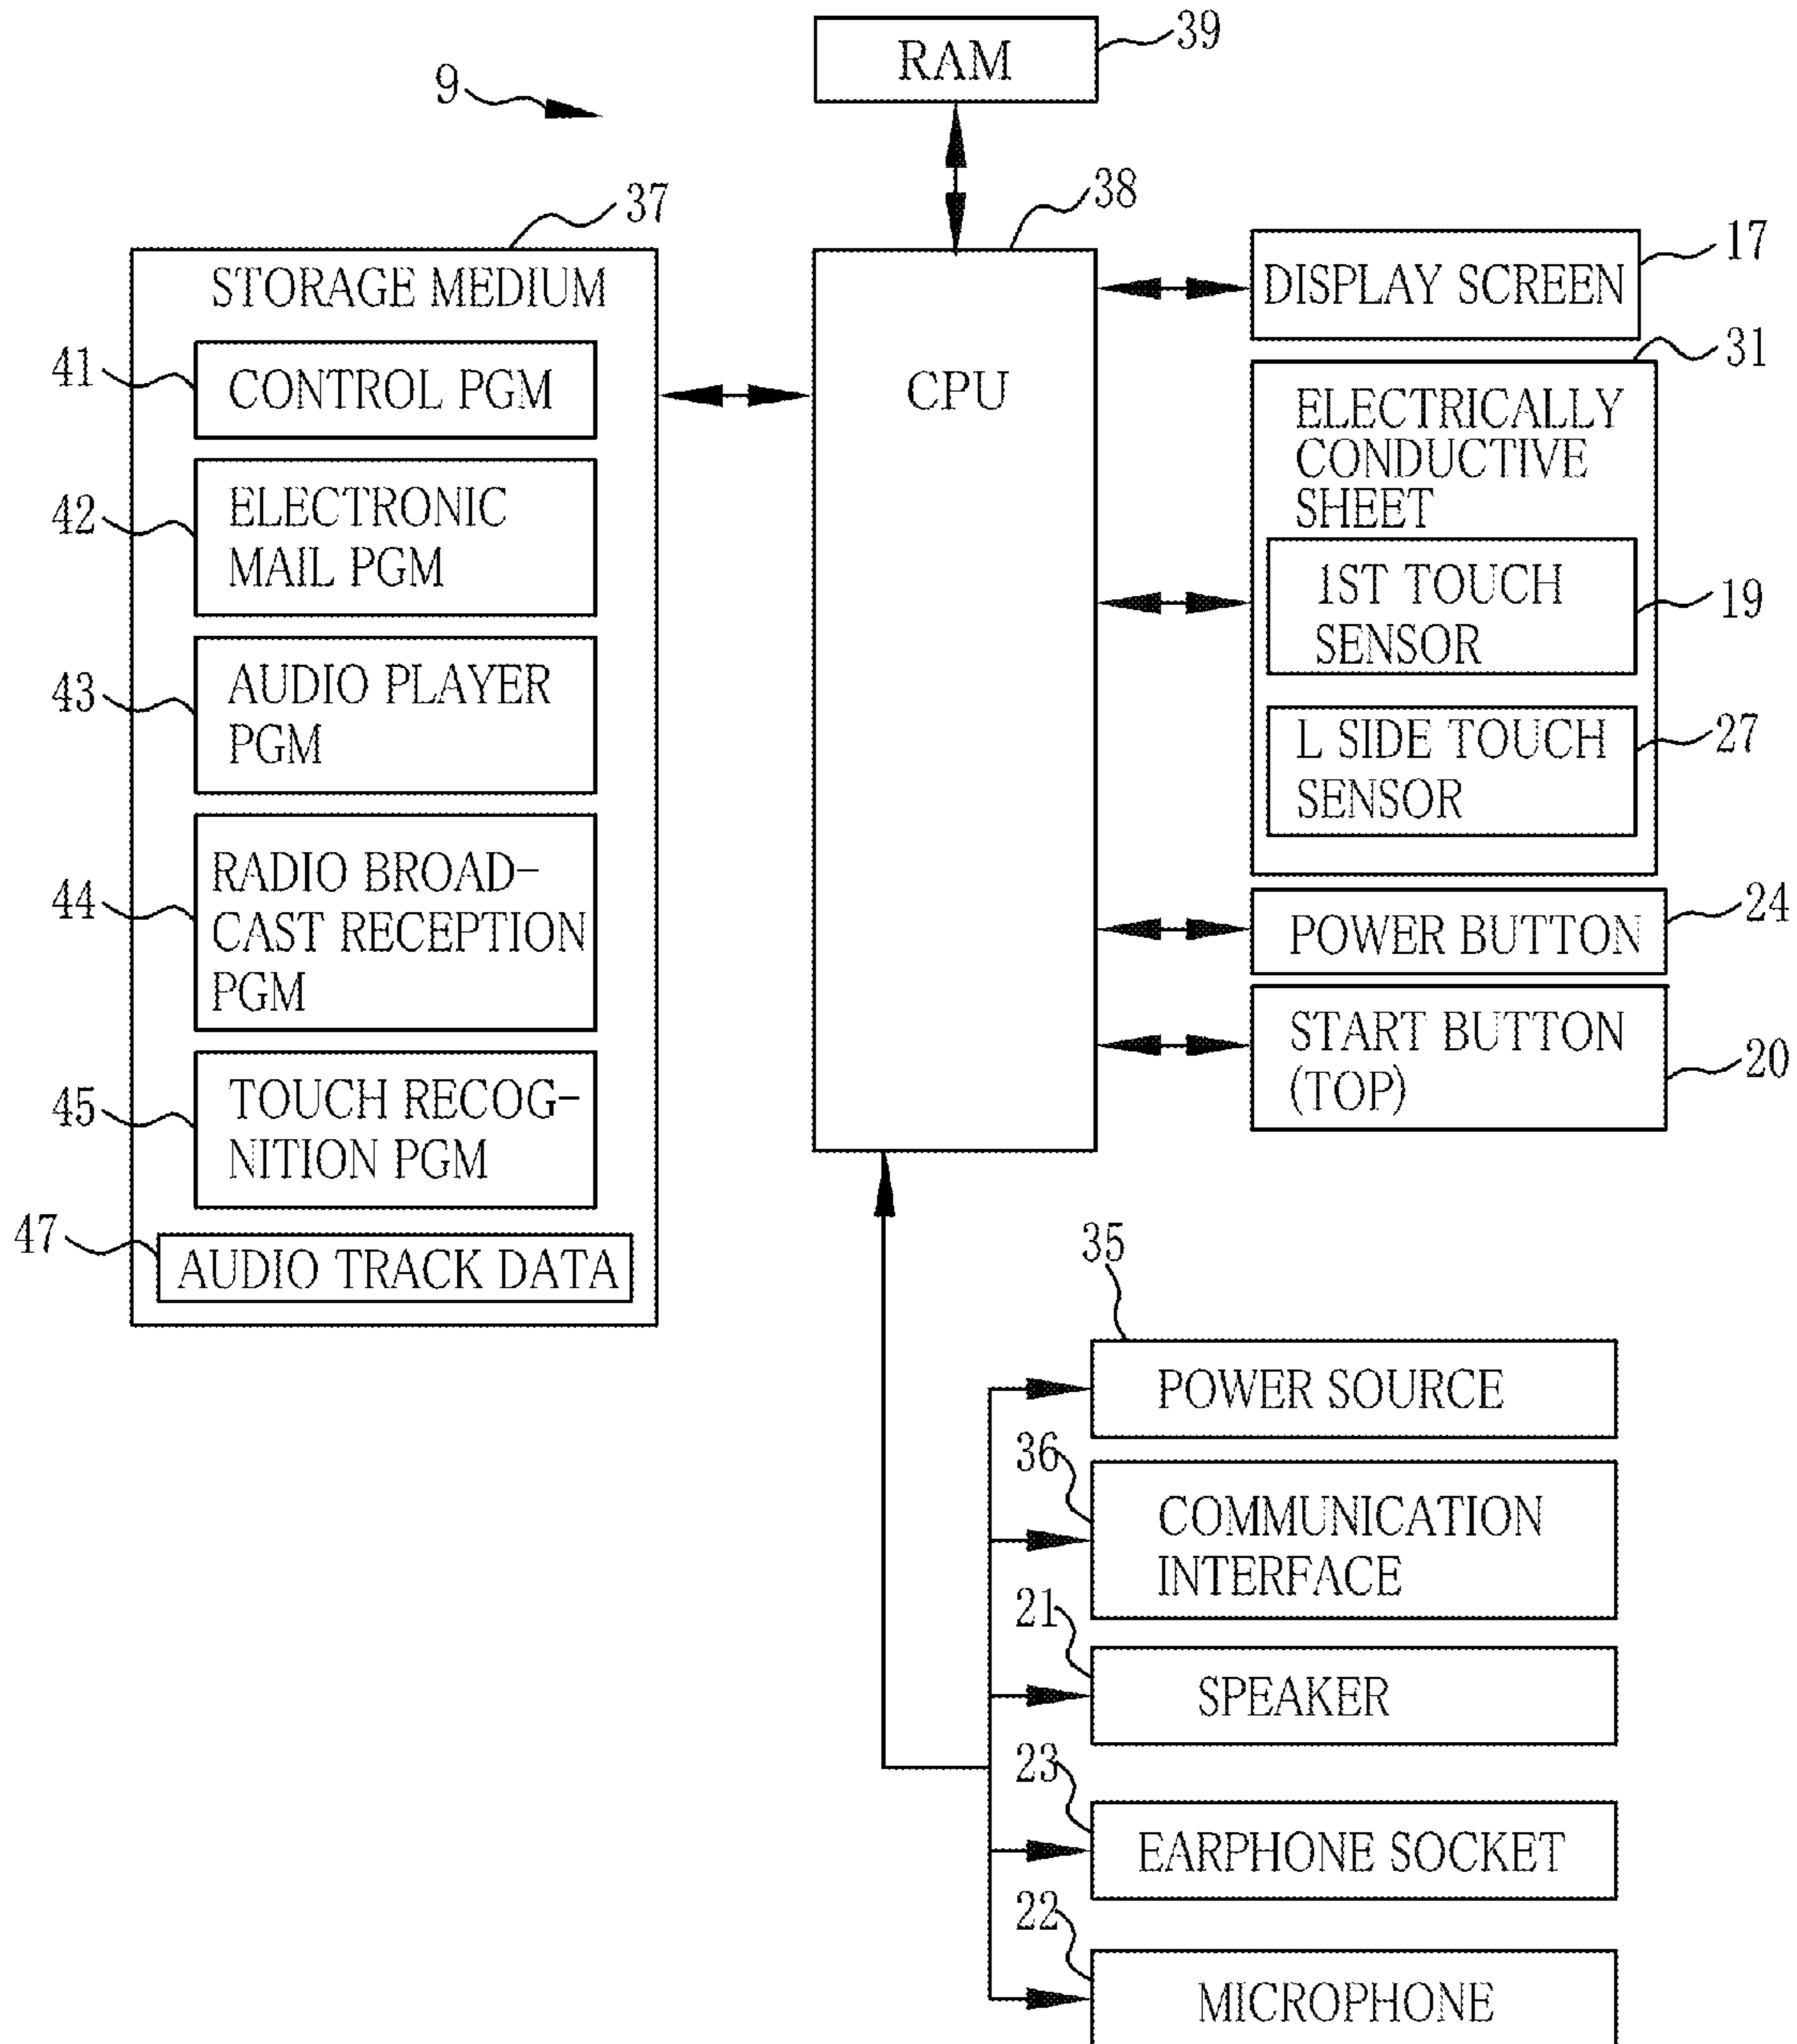 RAM
39
9
37
STORAGE MEDIUM
41
CONTROL PGM
42
ELECTRONIC
MAIL PGM
43
AUDIO PLAYER
PGM
44
RADIO BROAD-
CAST RECEPTION
PGM
45
TOUCH RECOG-
NITION PGM
47
AUDIO TRACK DATA
38
CPU
17
DISPLAY SCREEN
31
ELECTRICALLY
CONDUCTIVE
SHEET
1ST TOUCH
SENSOR
19
L SIDE TOUCH
SENSOR
27
POWER BUTTON
24
START BUTTON
(TOP)
20
35
POWER SOURCE
36
COMMUNICATION
INTERFACE
21
SPEAKER
23
EARPHONE SOCKET
22
MICROPHONE